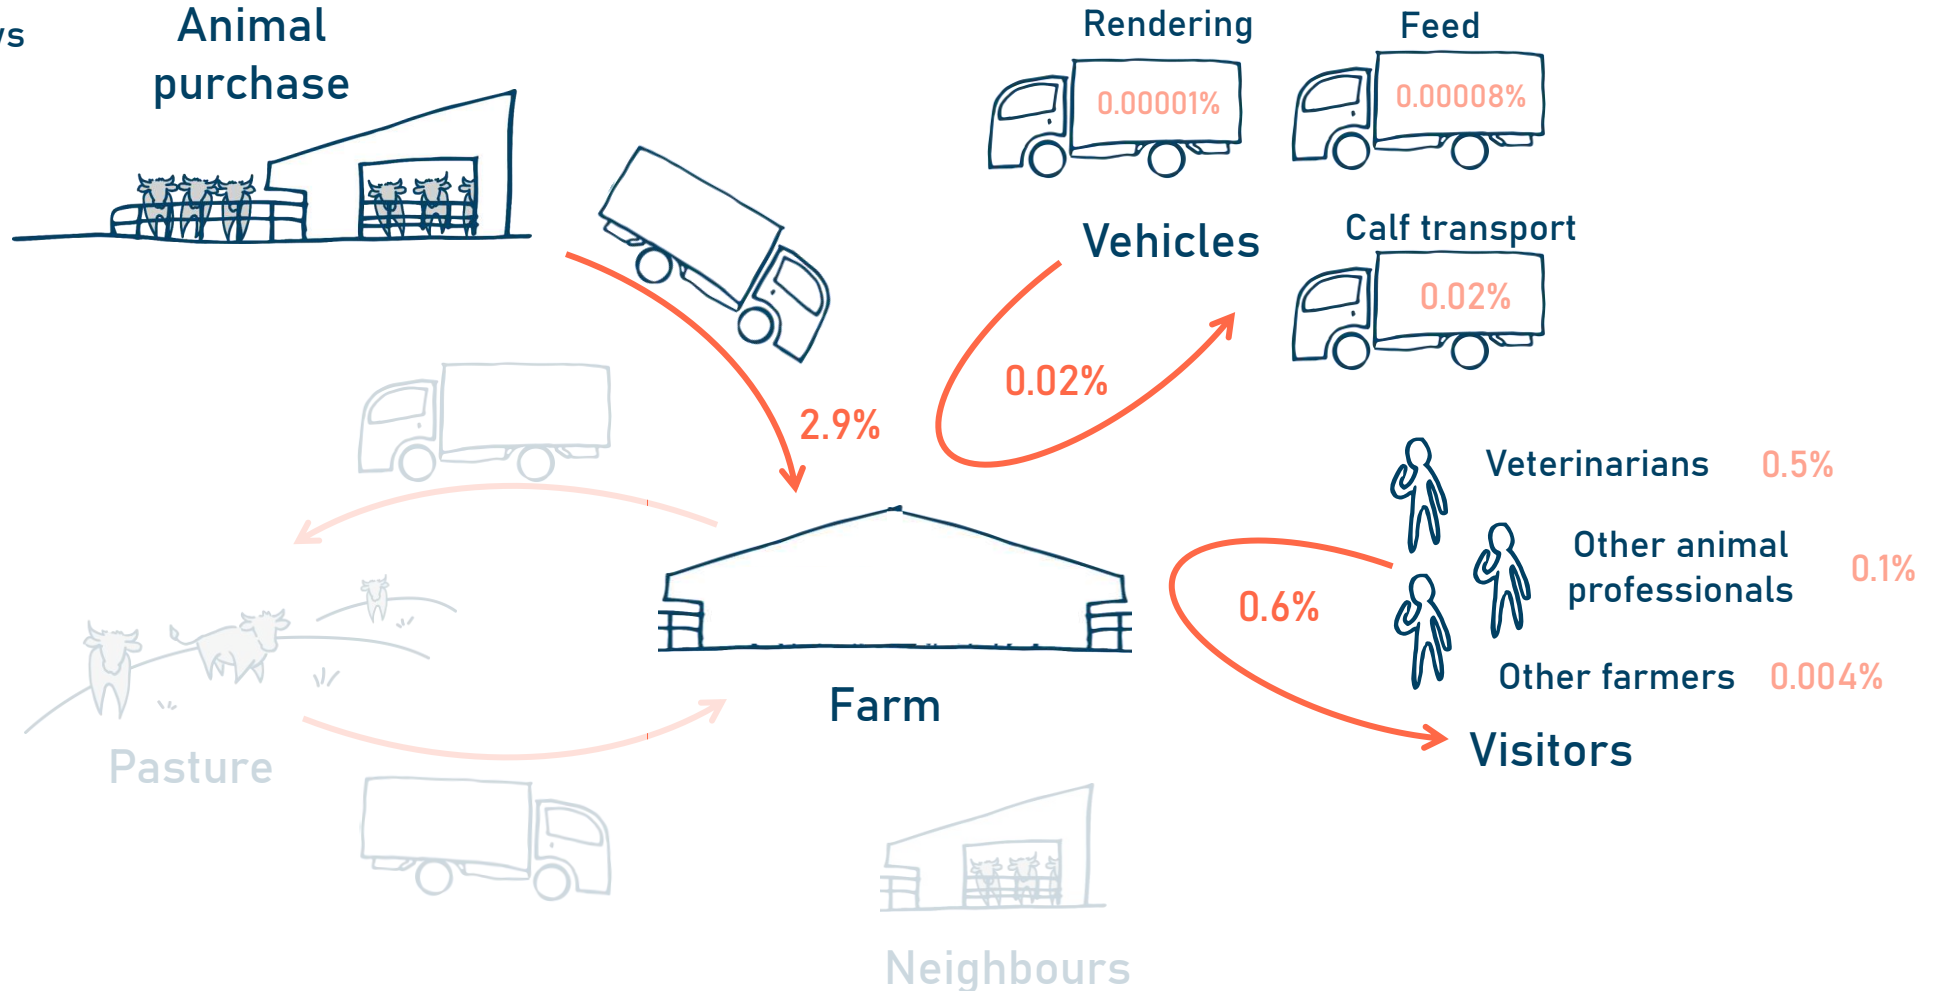 Animal
purchase
Rendering
0.00001%
Feed
0.00008%
Vehicles
Calf transport
0.02%
0.02%
2.9%
Veterinarians 0.5%
Other animal
professionals
0.1%
0.6%
Other farmers 0.004%
Farm
Visitors
Pasture
Neighbours